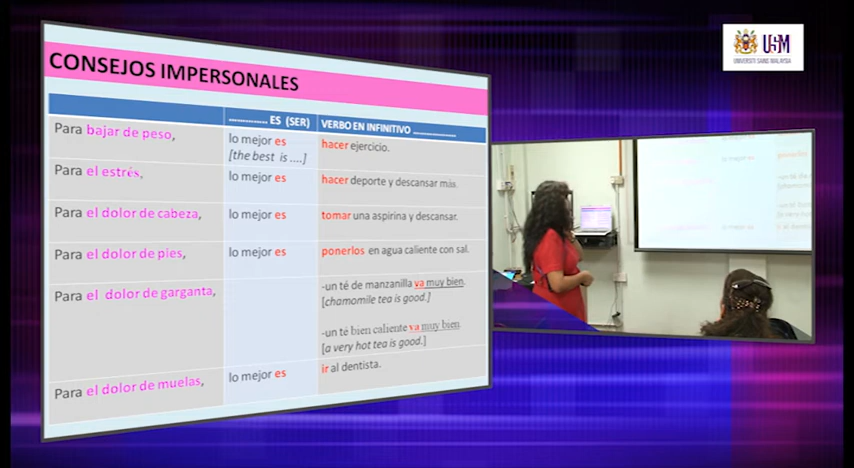 CONSEJOS IMPERSONALES
............. ES (SER) VERBO EN INFINITIVO ..................
Para bajar de peso, lo mejor es hacer ejercicio.
[the best is ....]
Para el estrés, lo mejor es hacer deporte y descansar más.
Para el dolor de cabeza, lo mejor es tomar una aspirina y descansar.
Para el dolor de pies, lo mejor es ponerlos en agua caliente con sal.
Para el dolor de garganta, -un té de manzanilla va muy bien.
[chamomile tea is good.]
-un té bien caliente va muy bien
[a very hot tea is good.]
Para el dolor de muelas, lo mejor es ir al dentista.
USM
UNIVERSITI SAINS MALAYSIA